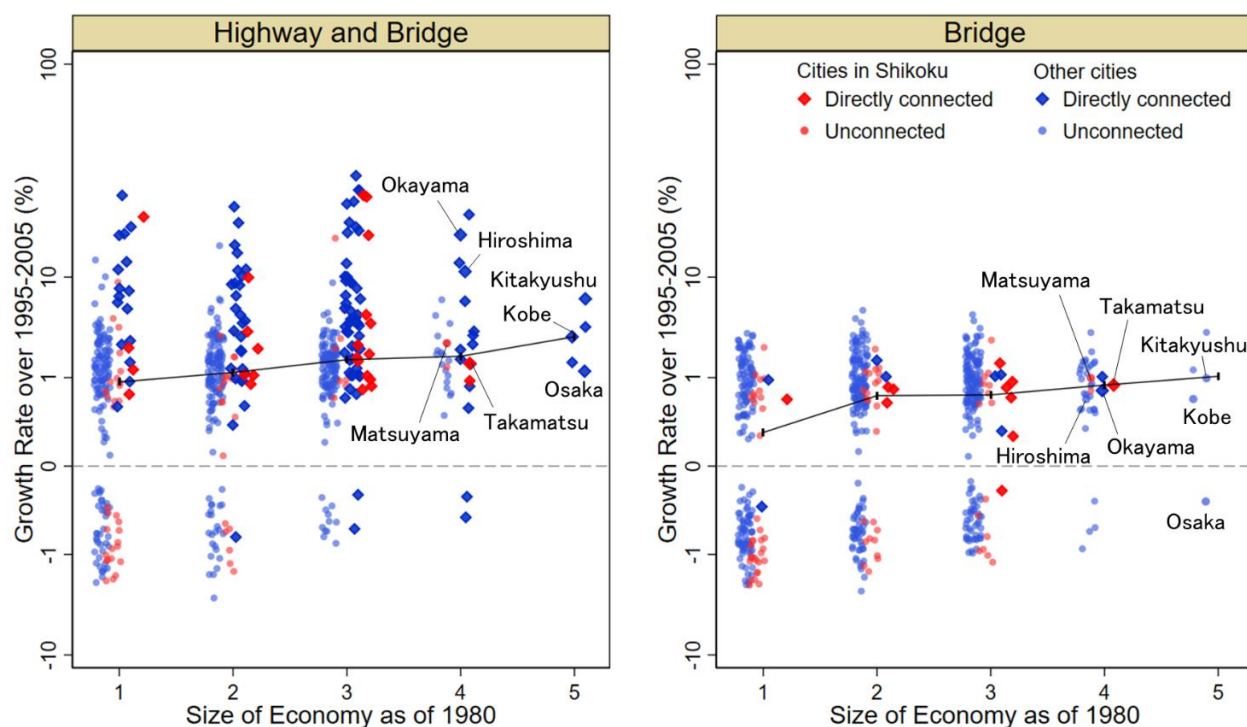 Highway and Bridge
Growth Rate over 1995-2005 (%)
100
10
1
0
-1
-10
Okayama
Hiroshima
Kitakyushu
Kobe
Osaka
Matsuyama
Takamatsu
1 2 3 4 5
Size of Economy as of 1980
Bridge
Growth Rate over 1995-2005 (%)
100
10
1
0
-1
-10
Cities in Shikoku
Directly connected
Unconnected
Other cities
Directly connected
Unconnected
Matsuyama
Takamatsu
Kitakyushu
Kobe
Okayama
Hiroshima
Osaka
1 2 3 4 5
Size of Economy as of 1980